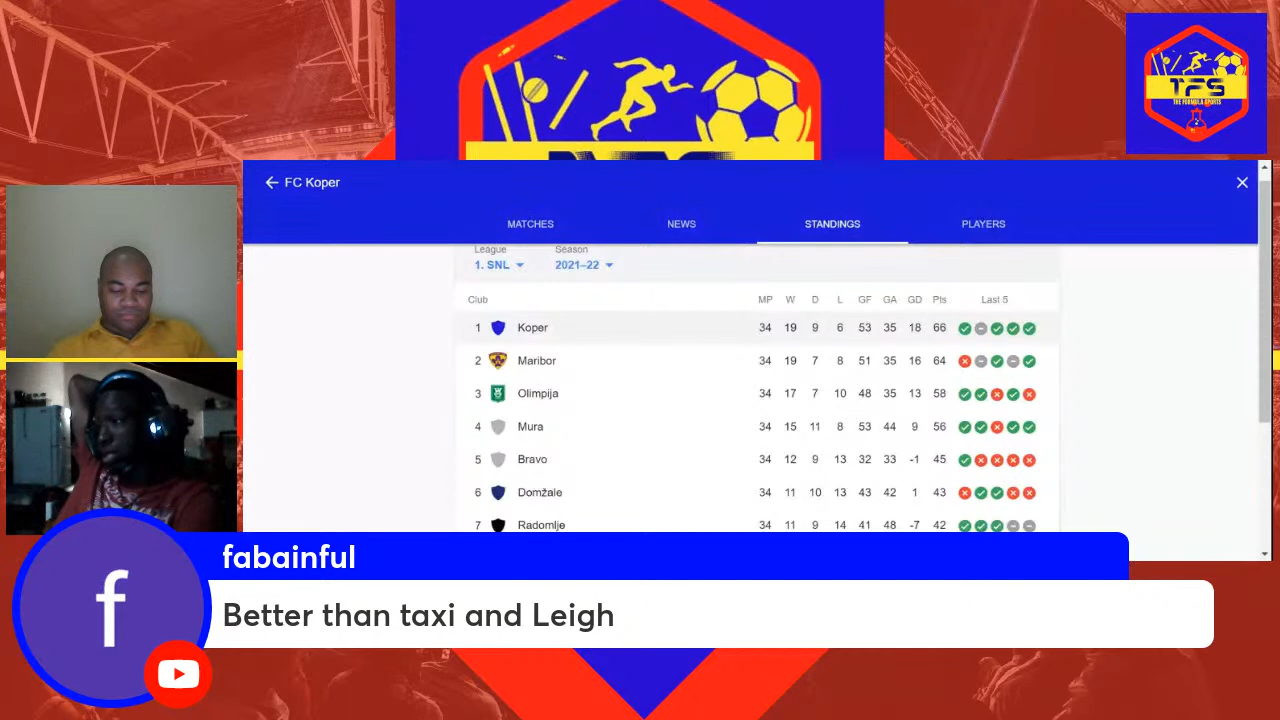 TFS
THE FORMULA SPORTS
FC Koper
MATCHES NEWS STANDINGS PLAYERS
League Season
1. SNL 2021–22
Club MP W D L GF GA GD Pts Last 5
1 Koper 34 19 9 6 53 35 18 66
2 Maribor 34 19 7 8 51 35 16 64
3 Olimpija 34 17 7 10 48 35 13 58
4 Mura 34 15 11 8 53 44 9 56
5 Bravo 34 12 9 13 32 33 -1 45
6 Domžale 34 11 10 13 43 42 1 43
7 Radomlje 34 11 9 14 41 48 -7 42
f
fabainful
Better than taxi and Leigh